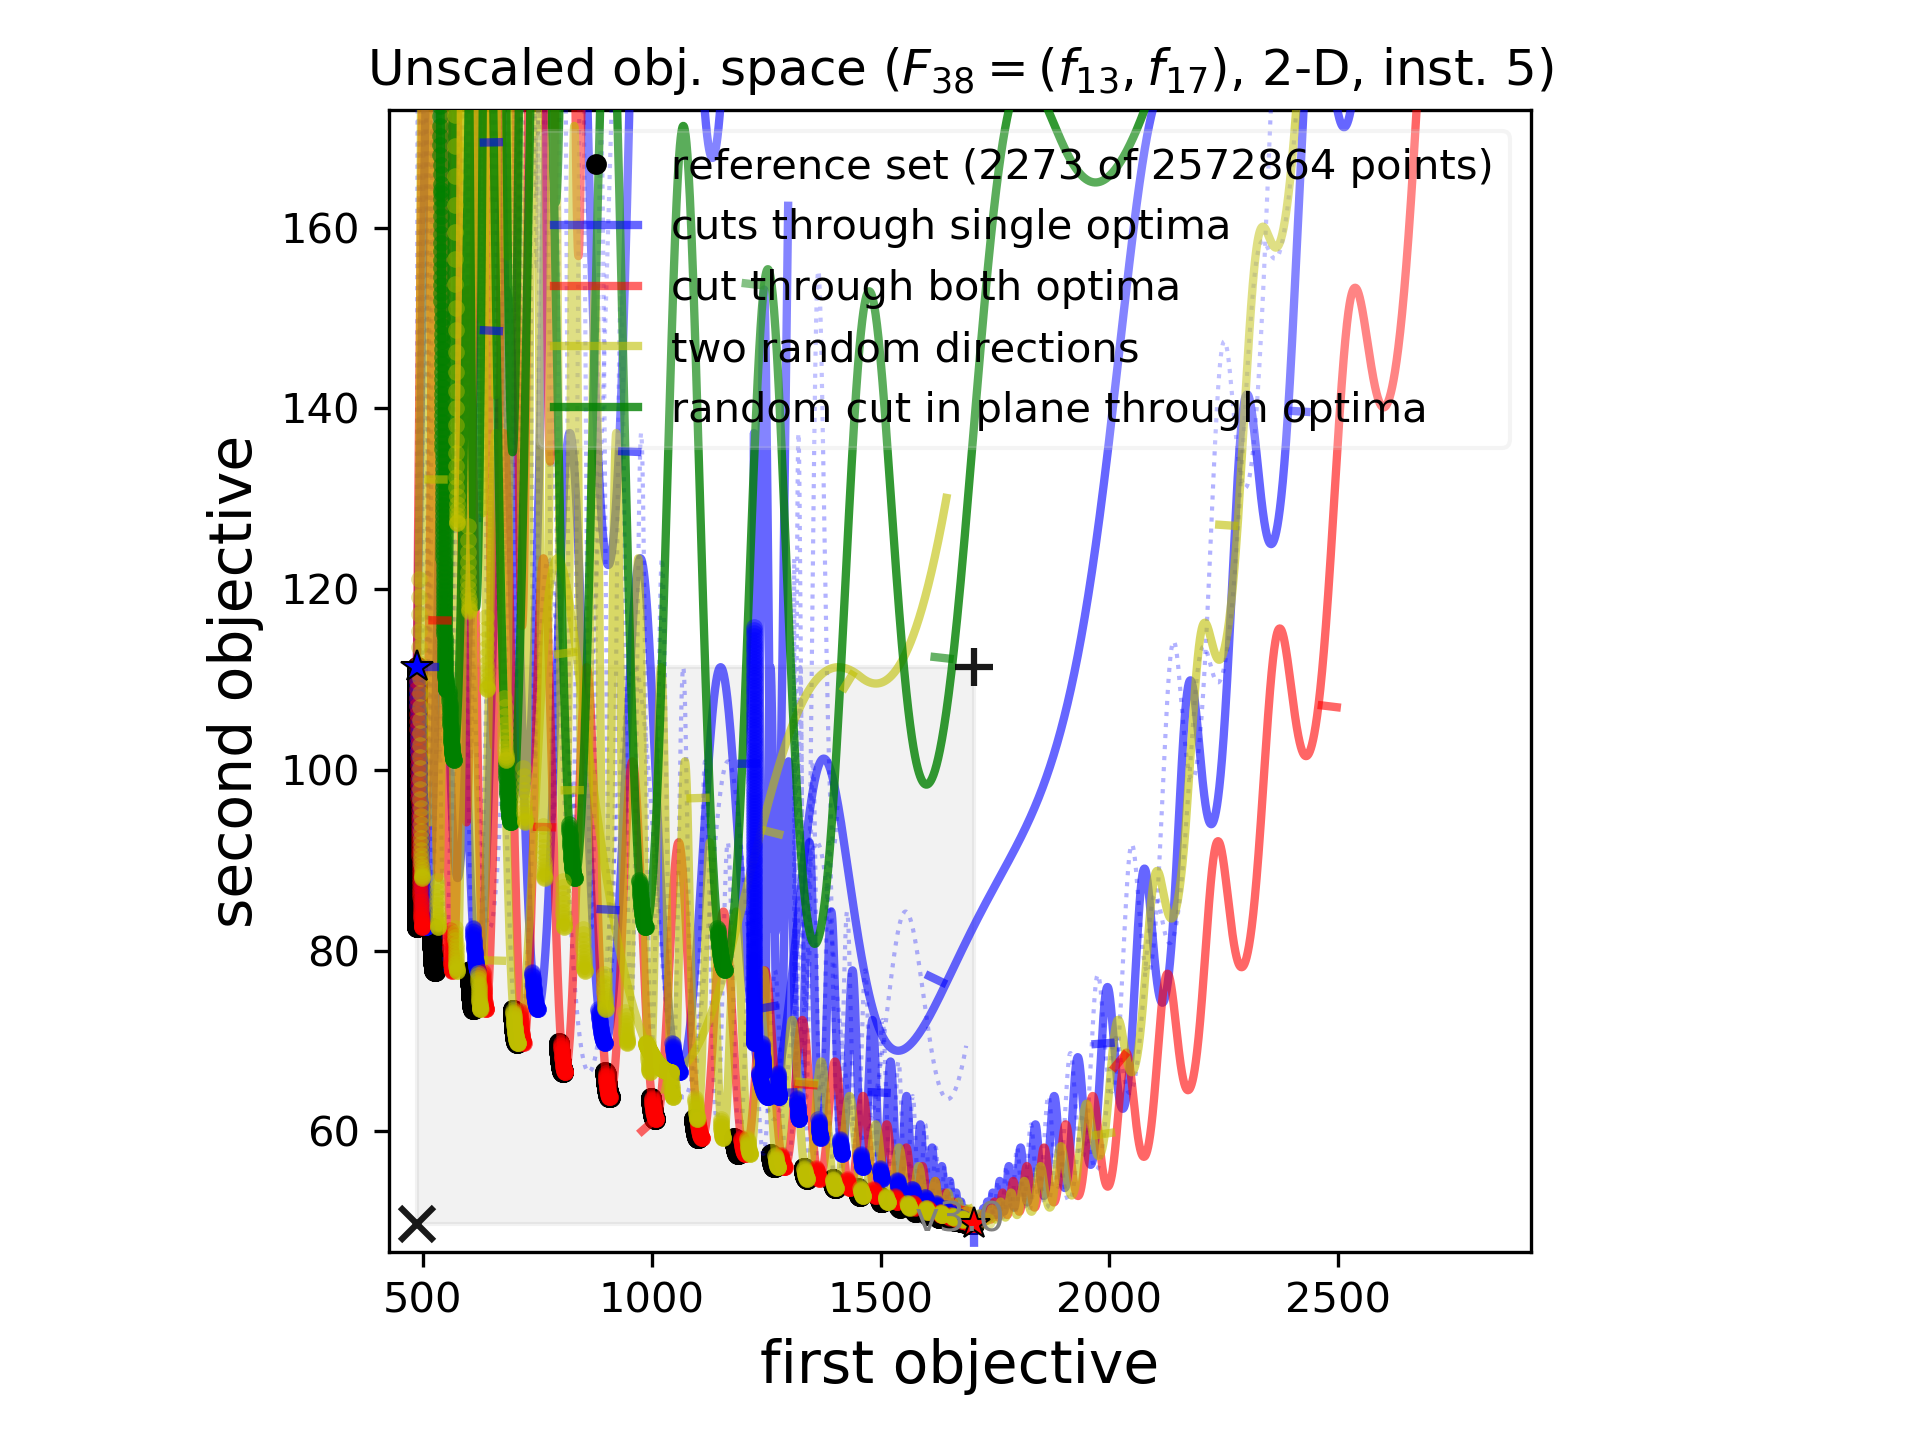 Unscaled obj. space (F38 = (f13, f17), 2-D, inst. 5)
reference set (2273 of 2572864 points)
cuts through single optima
cut through both optima
two random directions
random cut in plane through optima
second objective
160
140
120
100
80
60
500 1000 1500 2000 2500
first objective